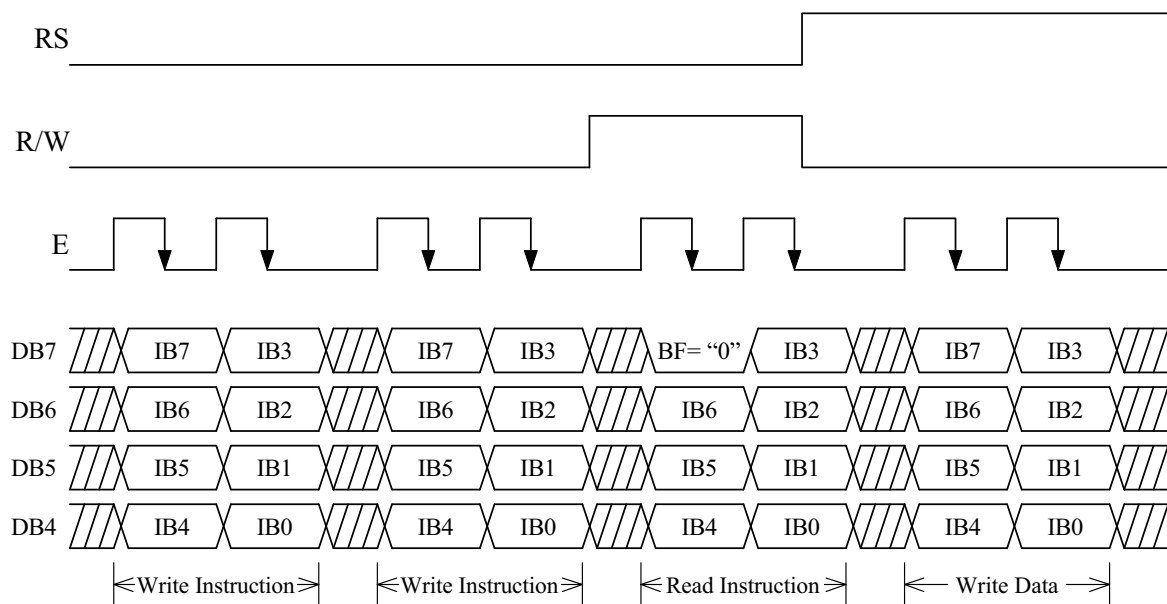 RS
R/W
E
DB7 IB7 IB3 IB7 IB3 BF= “0” IB3 IB7 IB3
DB6 IB6 IB2 IB6 IB2 IB6 IB2 IB6 IB2
DB5 IB5 IB1 IB5 IB1 IB5 IB1 IB5 IB1
DB4 IB4 IB0 IB4 IB0 IB4 IB0 IB4 IB0
Write Instruction Write Instruction Read Instruction Write Data